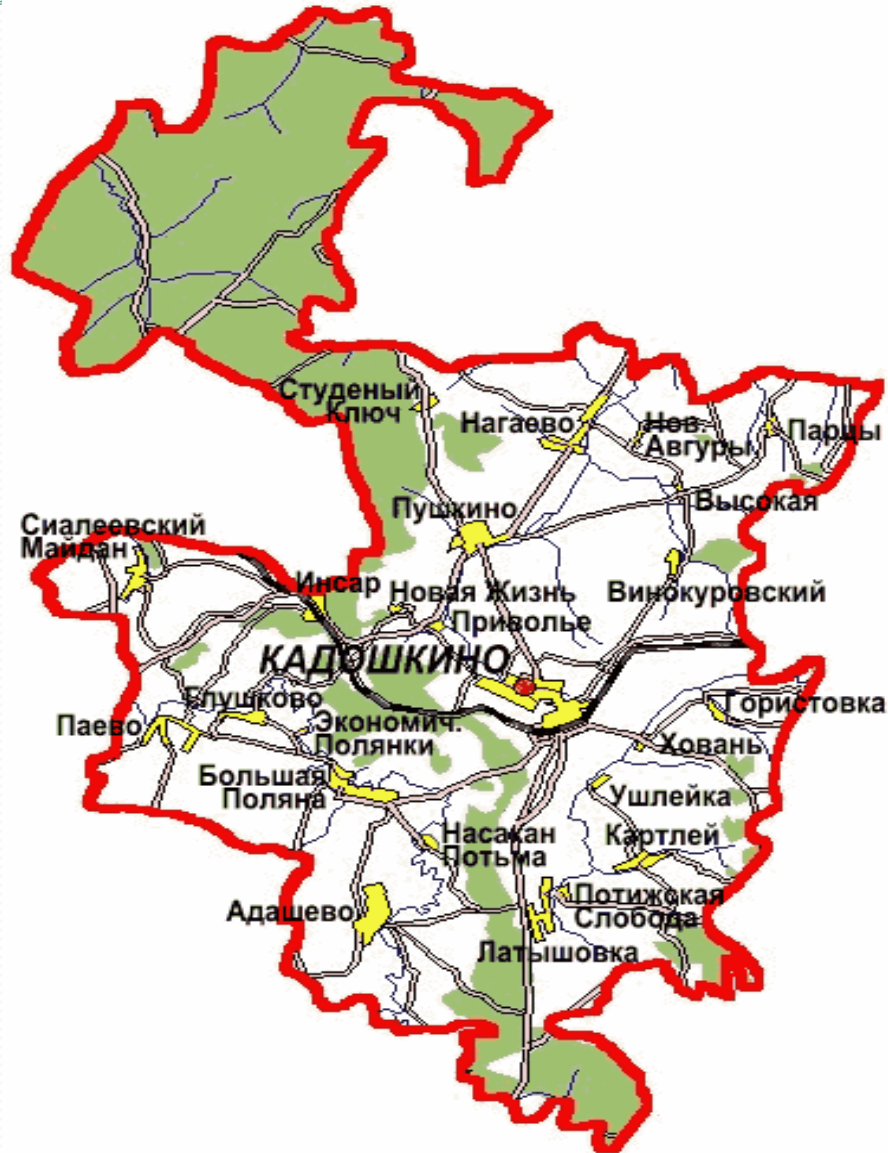 Студеный
Ключ
Нагаево
Нов.
Авгуры
Парцы
Пушкино
Высокая
Сиалеевский
Майдан
Инсар
Новая Жизнь
Винокуровский
Приволье
КАДОШКИНО
Глушково
Гористовка
Паево
Экономич.
Полянки
Ховань
Большая
Поляна
Ушлейка
Насакан
Потьма
Картлей
Адашево
Потижская
Слобода
Латышовка